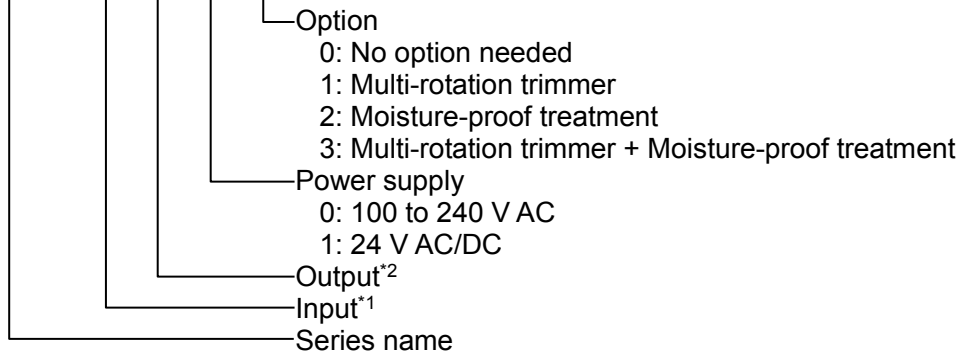 Option
0: No option needed
1: Multi-rotation trimmer
2: Moisture-proof treatment
3: Multi-rotation trimmer + Moisture-proof treatment
Power supply
0: 100 to 240 V AC
1: 24 V AC/DC
Output*2
Input*1
Series name